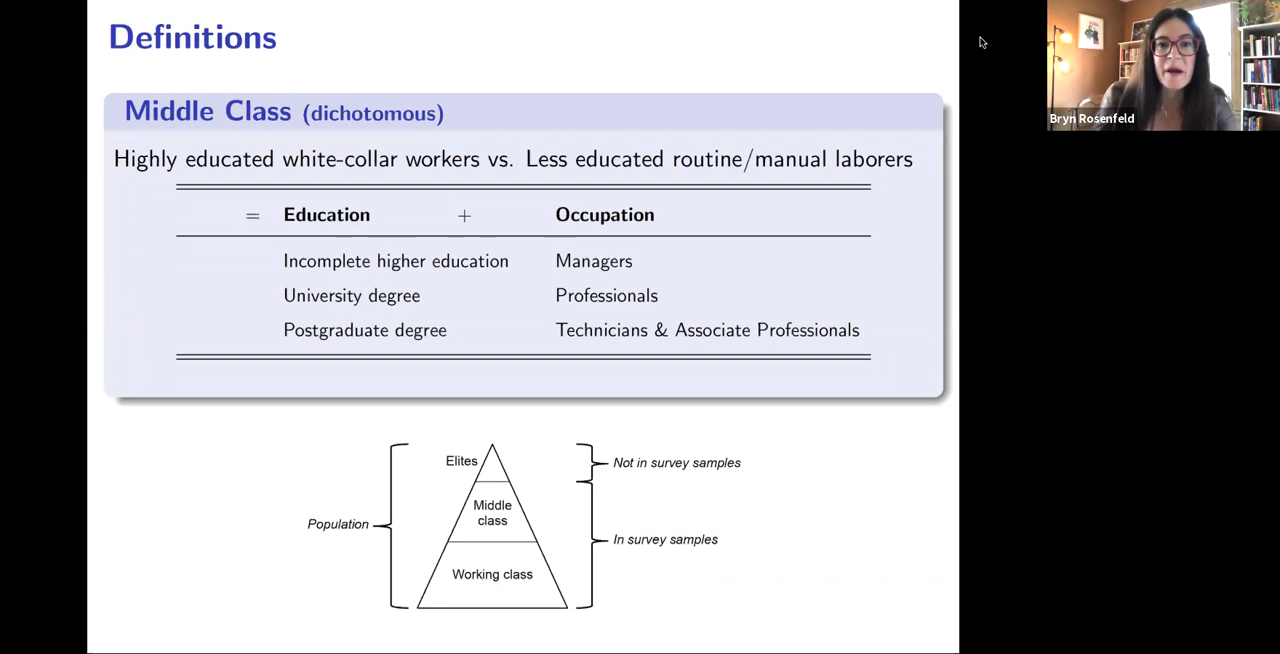 Definitions
Middle Class (dichotomous)
Highly educated white-collar workers vs. Less educated routine/manual laborers
= Education + Occupation
Incomplete higher education Managers
University degree Professionals
Postgraduate degree Technicians & Associate Professionals
Elites
Not in survey samples
Middle
class
Population
In survey samples
Working class
Bryn Rosenfeld